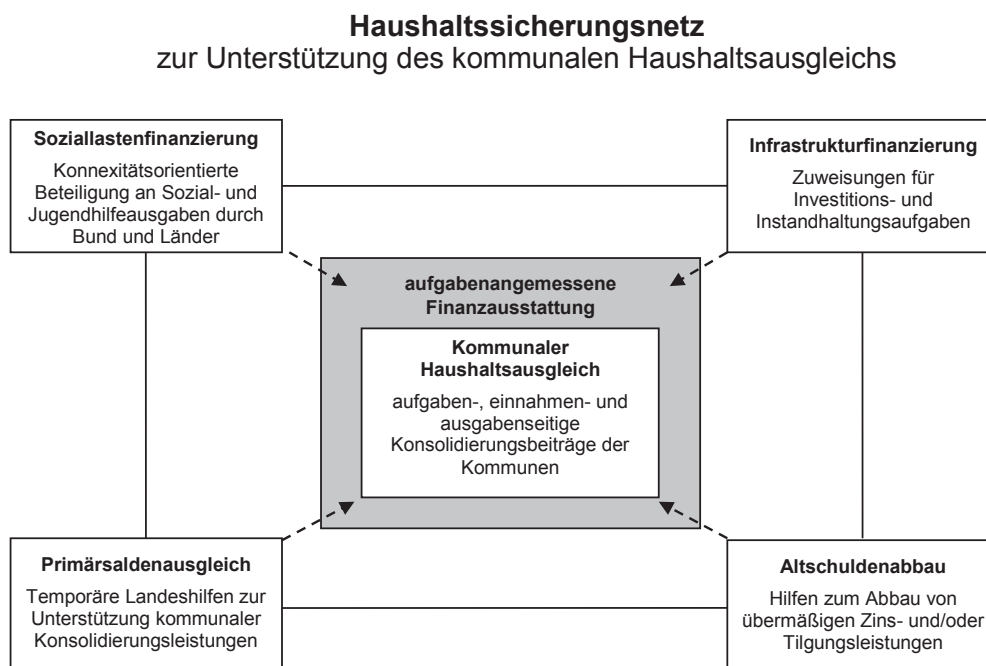 Haushaltssicherungsnetz
zur Unterstützung des kommunalen Haushaltsausgleichs
Soziallastenfinanzierung
Konnexitätsorientierte
Beteiligung an Sozial- und
Jugendhilfeausgaben durch
Bund und Länder
Infrastrukturfinanzierung
Zuweisungen für
Investitions- und
Instandhaltungsaufgaben
aufgabenangemessene
Finanzausstattung
Kommunaler
Haushaltsausgleich
aufgaben-, einnahmen- und
ausgabenseitige
Konsolidierungsbeiträge der
Kommunen
Primärsaldenausgleich
Temporäre Landeshilfen zur
Unterstützung kommunaler
Konsolidierungsleistungen
Altschuldenabbau
Hilfen zum Abbau von
übermäßigen Zins- und/oder
Tilgungsleistungen